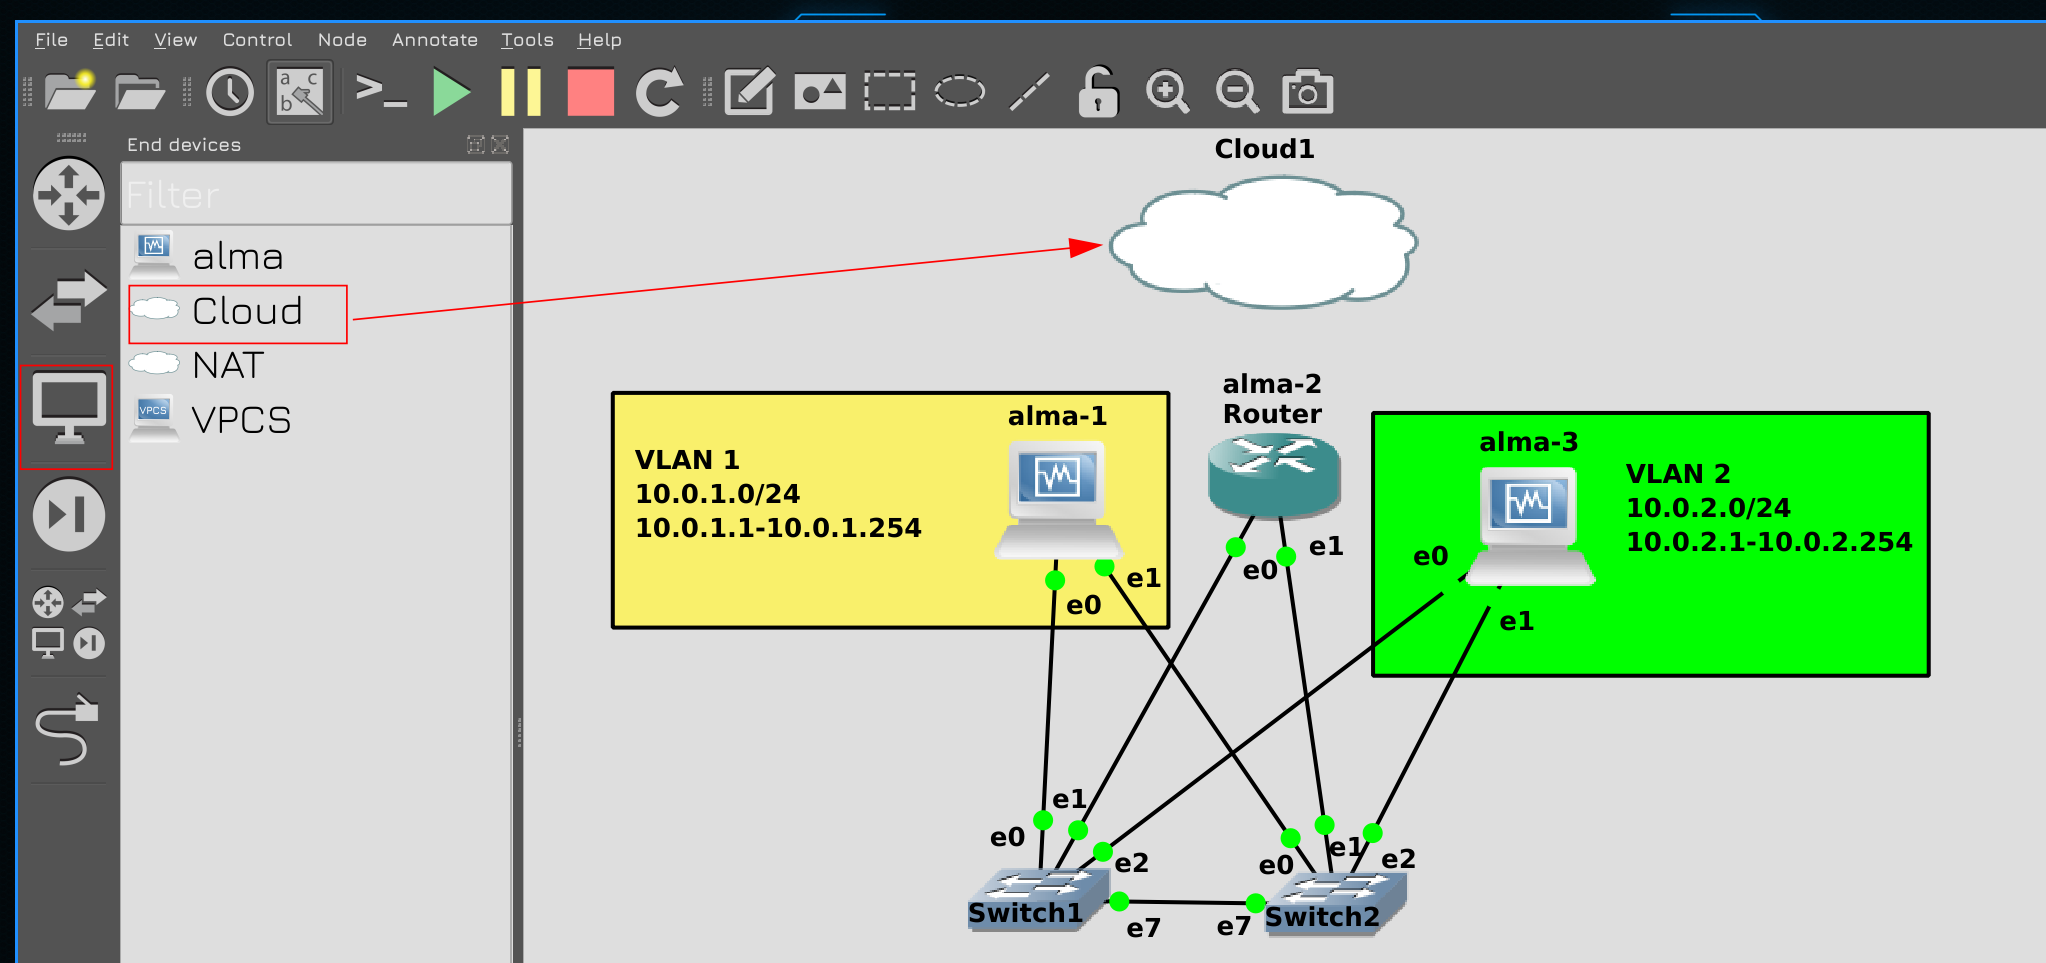 File Edit View Control Node Annotate Tools Help
a c
b
>_
End devices
Filter
alma
Cloud
NAT
VPCS
VPCS
Cloud1
alma-2
Router
alma-1
VLAN 1
10.0.1.0/24
10.0.1.1-10.0.1.254
e0
e1
e0
e1
alma-3
VLAN 2
10.0.2.0/24
10.0.2.1-10.0.2.254
e0
e1
e1
e0
e2
e7
Switch1
e0
e1
e2
e7
Switch2